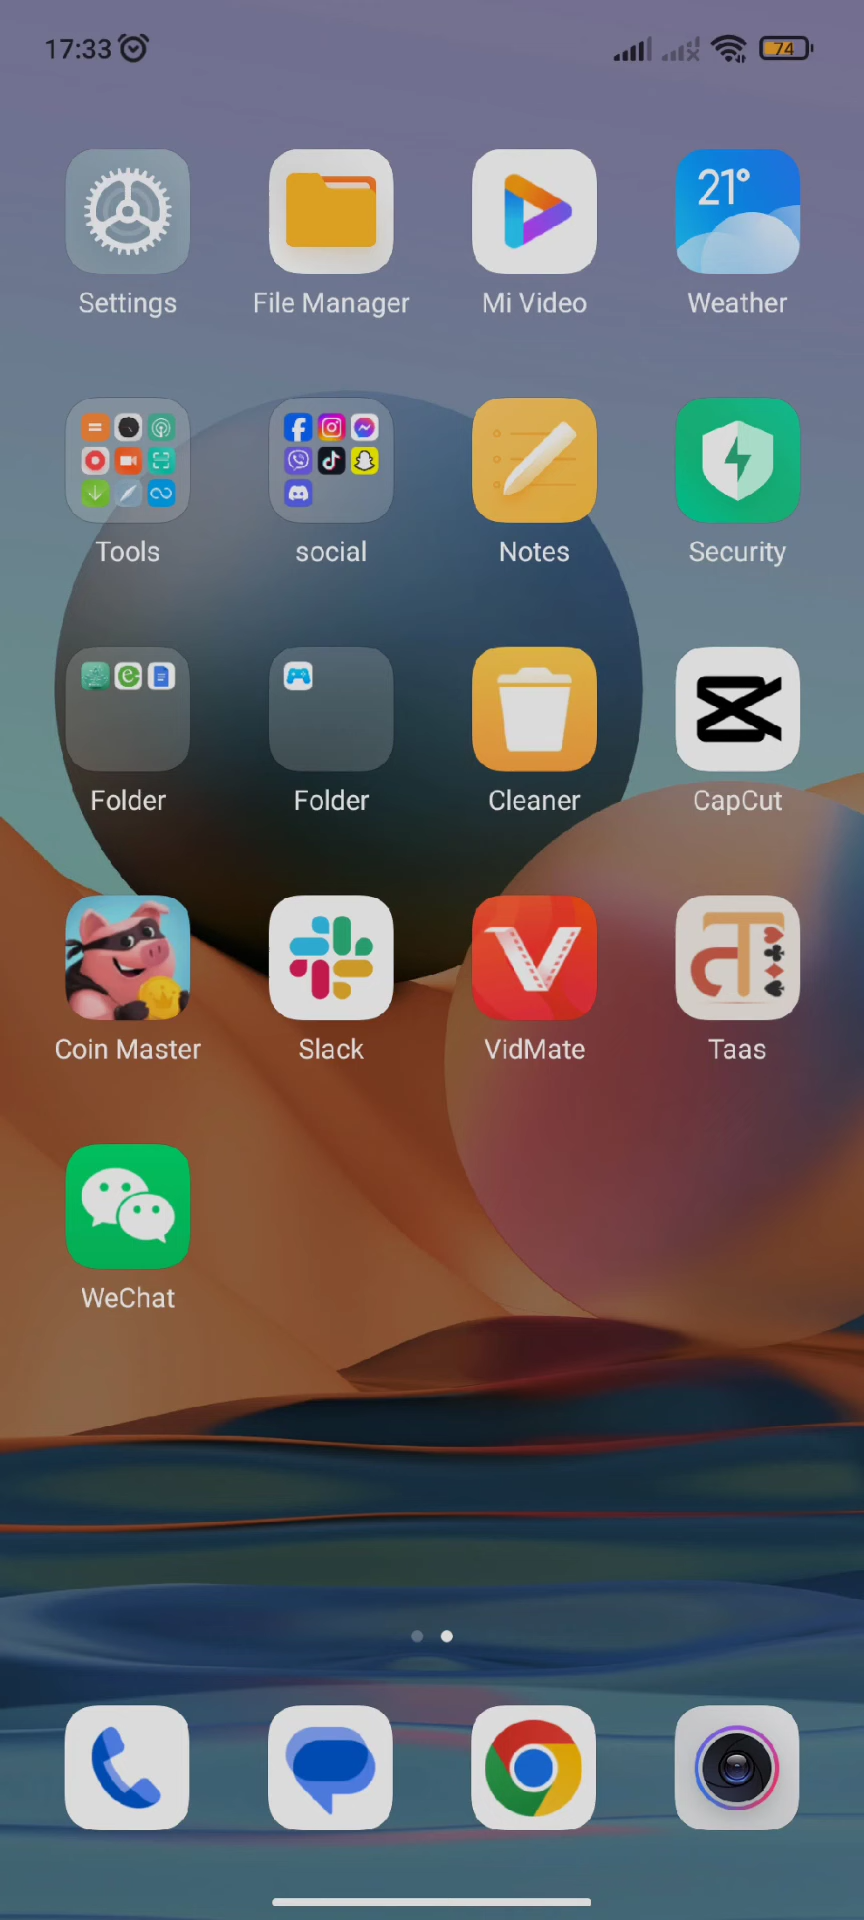 17:33
74
21°
Settings
File Manager
Mi Video
Weather
Tools
social
Notes
Security
Folder
Folder
Cleaner
CapCut
Coin Master
Slack
VidMate
Taas
WeChat